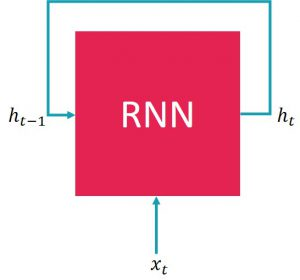 RNN
h_{t-1}
h_t
x_t